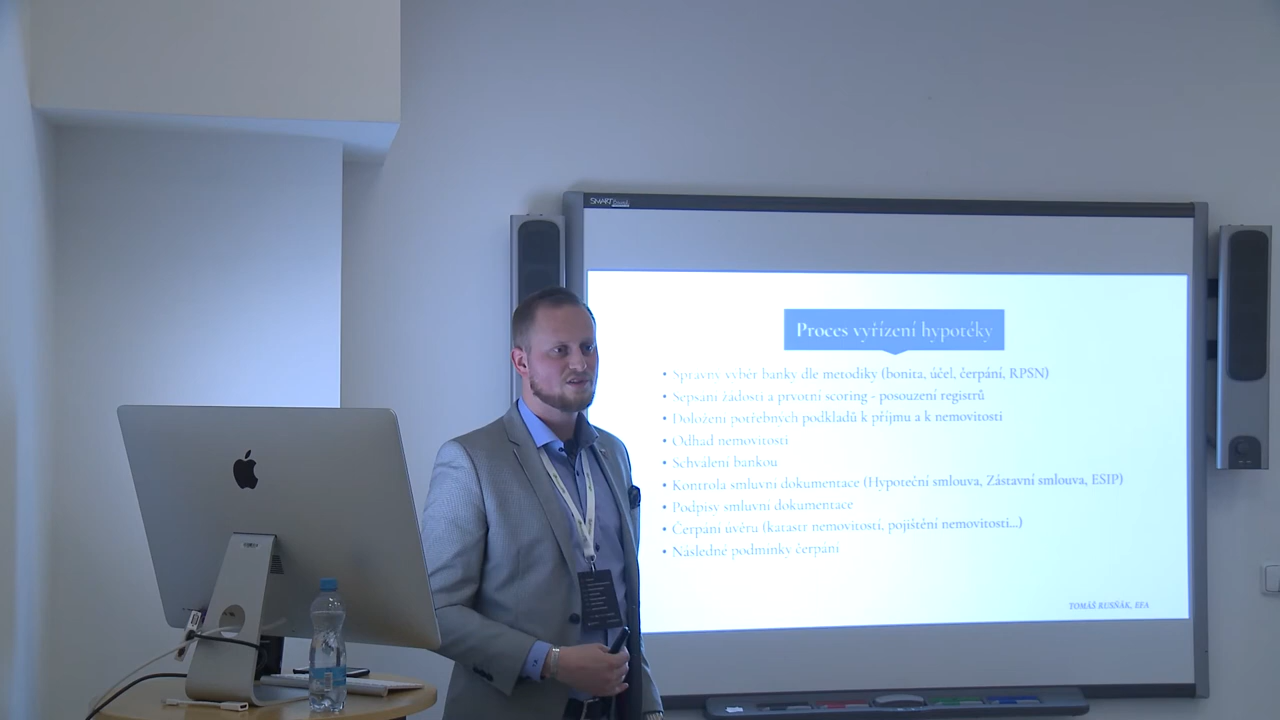 SMART Board
Proces vyřízení hypotéky
• Správný výběr banky dle metodiky (bonita, účel, čerpání, RPSN)
• Sepsání žádosti a prvotní scoring - posouzení registrů
• Doložení potřebných podkladů k příjmu a k nemovitosti
• Odhad nemovitosti
• Schválení bankou
• Kontrola smluvní dokumentace (Hypoteční smlouva, Zástavní smlouva, ESIP)
• Podpisy smluvní dokumentace
• Čerpání úvěru (katastr nemovitostí, pojištění nemovitosti...)
• Následné podmínky čerpání
TOMÁŠ RUSŇÁK, EFA